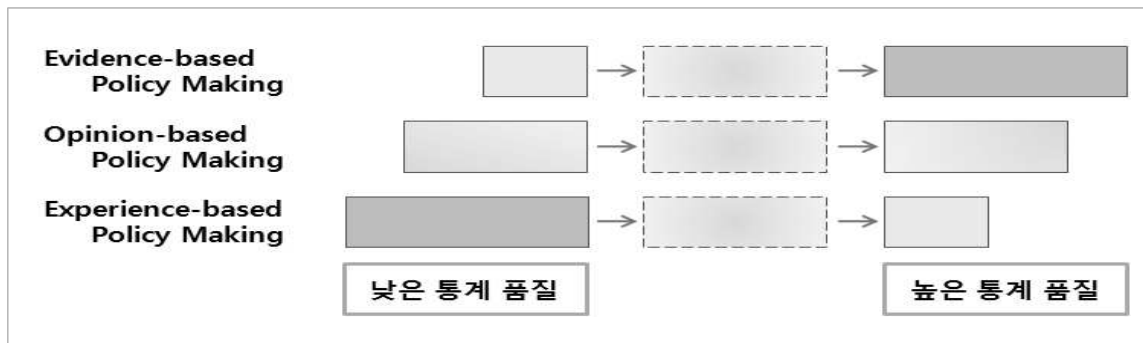 Evidence-based
Policy Making
Opinion-based
Policy Making
Experience-based
Policy Making
낮은 통계 품질
높은 통계 품질